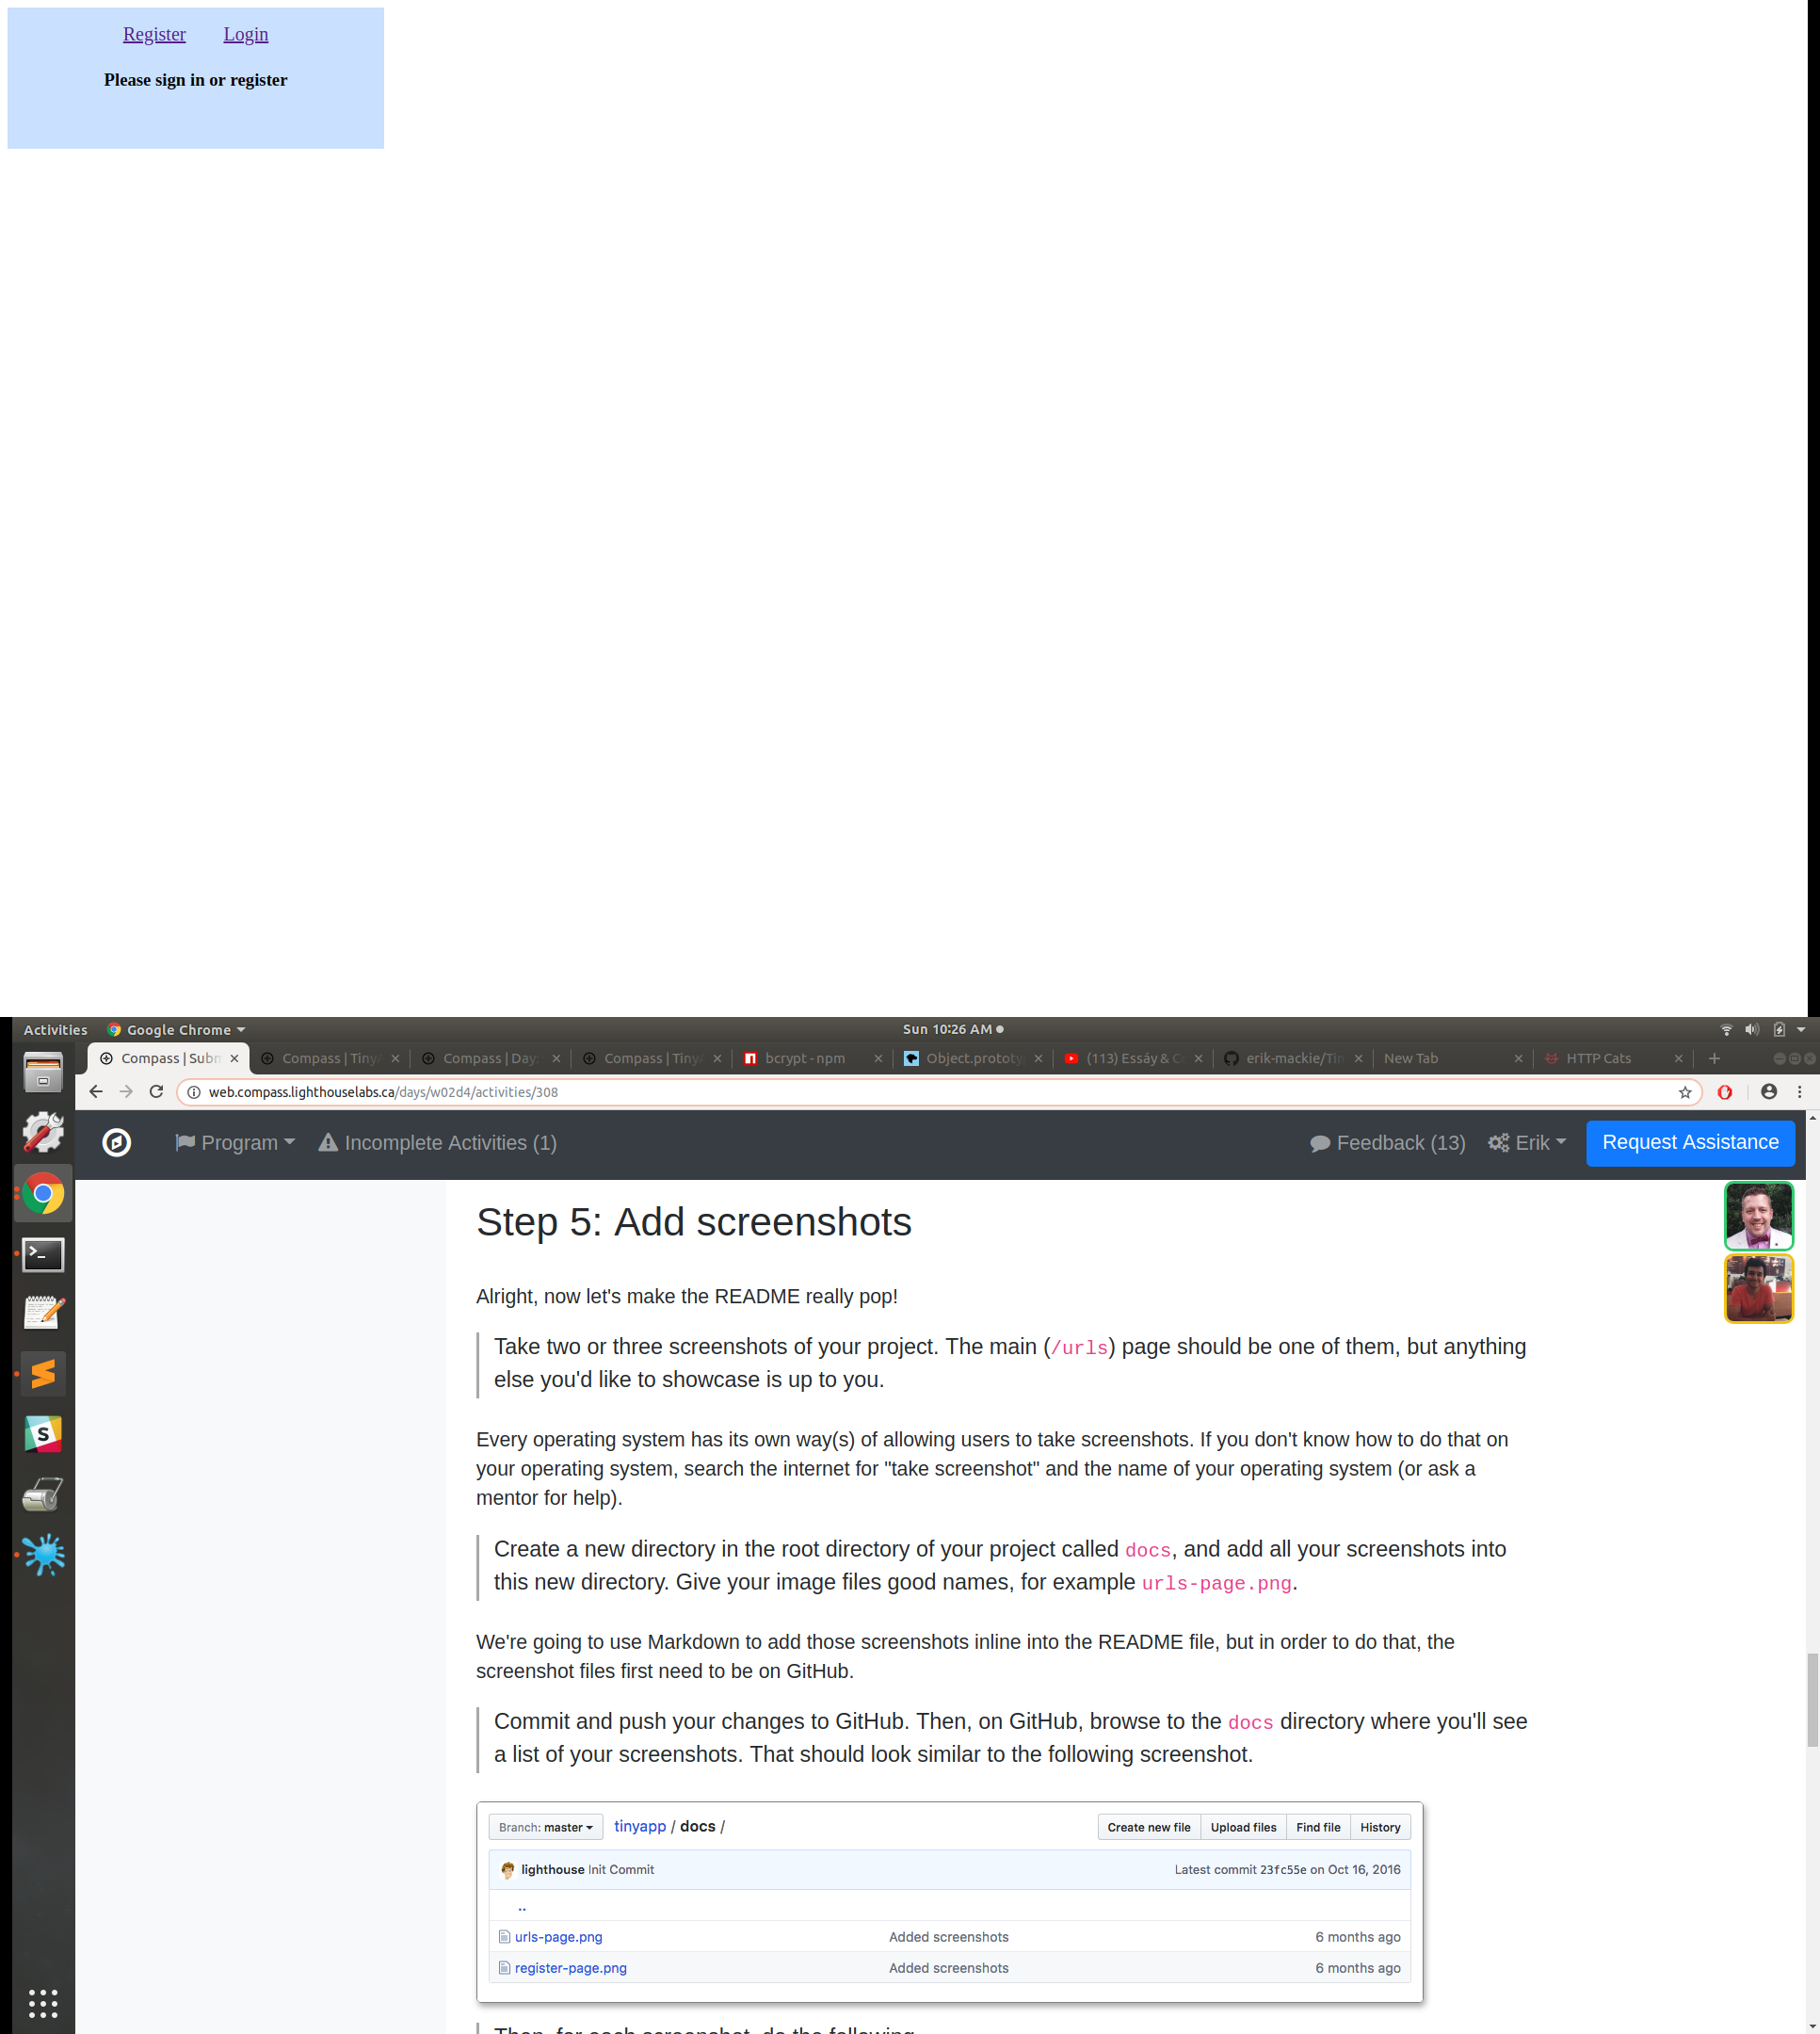 Register Login
Please sign in or register
Activities Google Chrome Sun 10:26 AM
Compass | Subm Compass | Tiny Compass | Day Compass | Tiny bcrypt - npm Object.prototy (113) Essáy & C erik-mackie/Tin New Tab HTTP Cats
web.compass.lighthouselabs.ca/days/w02d4/activities/308
Program Incomplete Activities (1) Feedback (13) Erik Request Assistance
Step 5: Add screenshots
Alright, now let's make the README really pop!
Take two or three screenshots of your project. The main (/urls) page should be one of them, but anything
else you'd like to showcase is up to you.
Every operating system has its own way(s) of allowing users to take screenshots. If you don't know how to do that on
your operating system, search the internet for "take screenshot" and the name of your operating system (or ask a
mentor for help).
Create a new directory in the root directory of your project called docs, and add all your screenshots into
this new directory. Give your image files good names, for example urls-page.png.
We're going to use Markdown to add those screenshots inline into the README file, but in order to do that, the
screenshot files first need to be on GitHub.
Commit and push your changes to GitHub. Then, on GitHub, browse to the docs directory where you'll see
a list of your screenshots. That should look similar to the following screenshot.
Branch: master tinyapp / docs / Create new file Upload files Find file History
lighthouse Init Commit Latest commit 23fc55e on Oct 16, 2016
..
urls-page.png Added screenshots 6 months ago
register-page.png Added screenshots 6 months ago
Then, for each screenshot, do the following